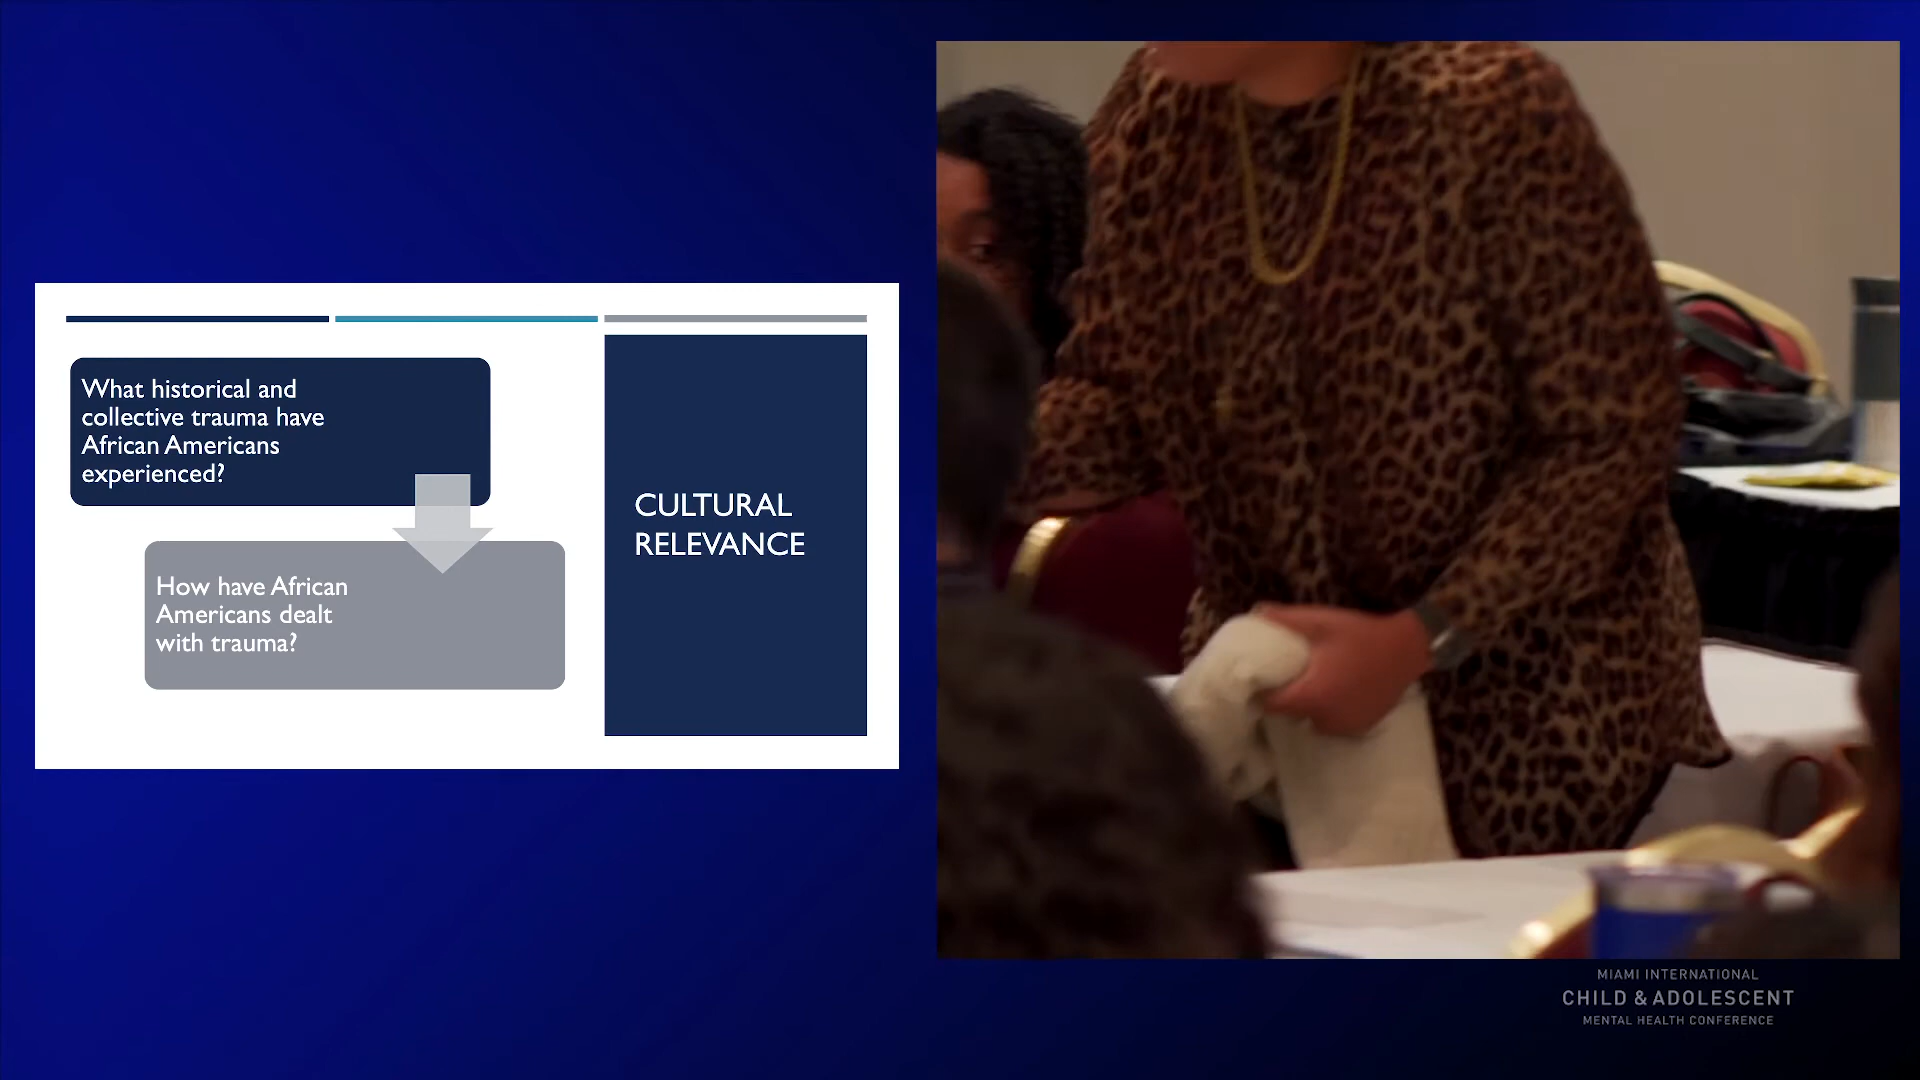 What historical and
collective trauma have
African Americans
experienced?
How have African
Americans dealt
with trauma?
CULTURAL
RELEVANCE
MIAMI INTERNATIONAL
CHILD & ADOLESCENT
MENTAL HEALTH CONFERENCE